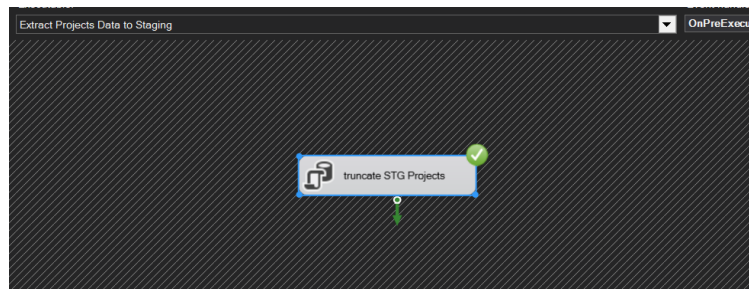 Extract Projects Data to Staging
OnPreExecu
truncate STG Projects